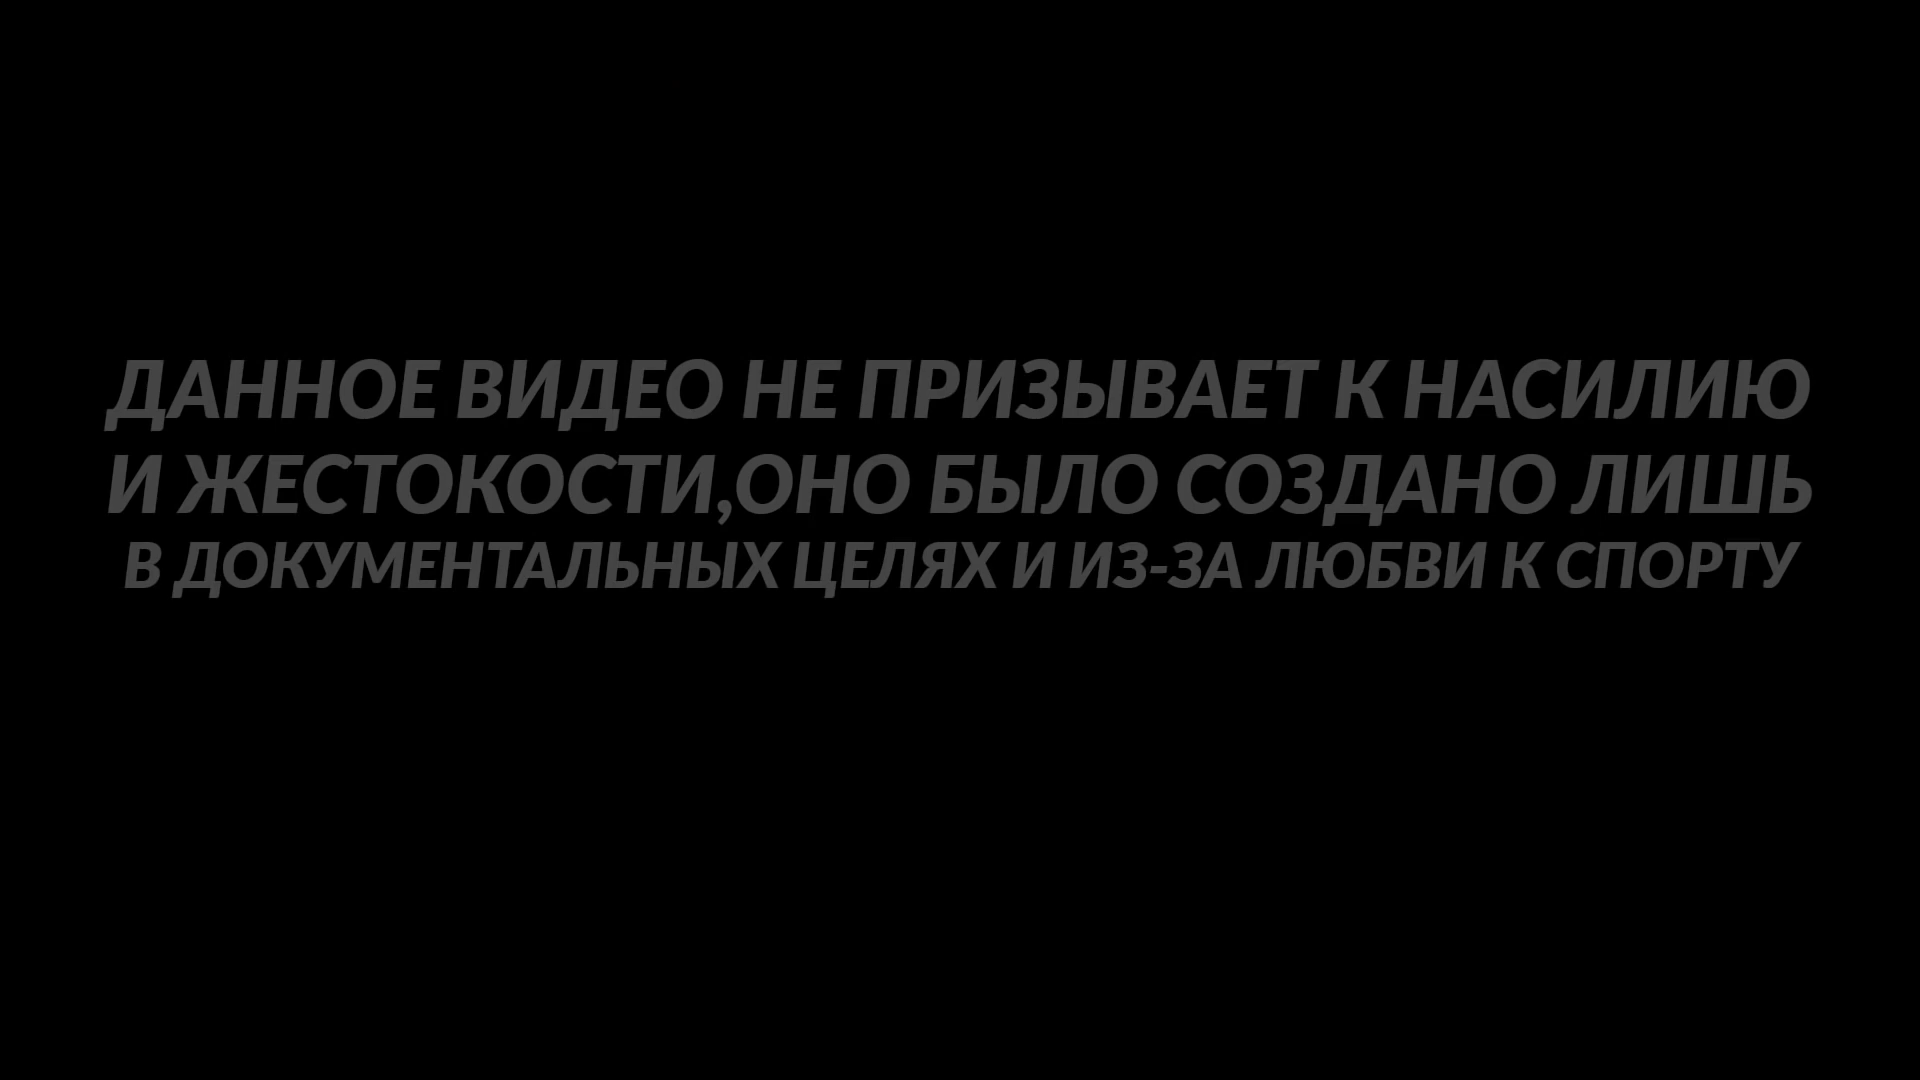 ДАННОЕ ВИДЕО НЕ ПРИЗЫВАЕТ К НАСИЛИЮ
И ЖЕСТОКОСТИ,ОНО БЫЛО СОЗДАНО ЛИШЬ
В ДОКУМЕНТАЛЬНЫХ ЦЕЛЯХ И ИЗ-ЗА ЛЮБВИ К СПОРТУ